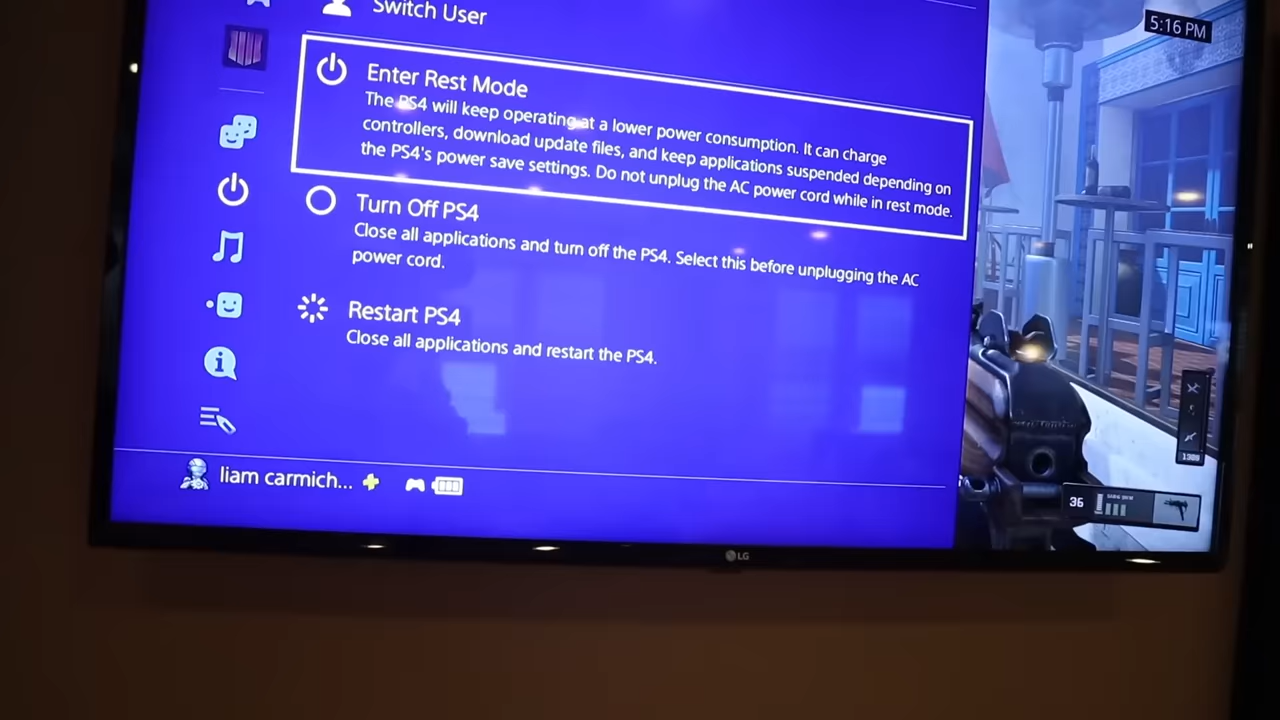 Switch User
5:16 PM
Enter Rest Mode
The PS4 will keep operating at a lower power consumption. It can charge
controllers, download update files, and keep applications suspended depending on
the PS4's power save settings. Do not unplug the AC power cord while in rest mode.
Turn Off PS4
Close all applications and turn off the PS4. Select this before unplugging the AC
power cord.
Restart PS4
Close all applications and restart the PS4.
liam carmich...
36
LG